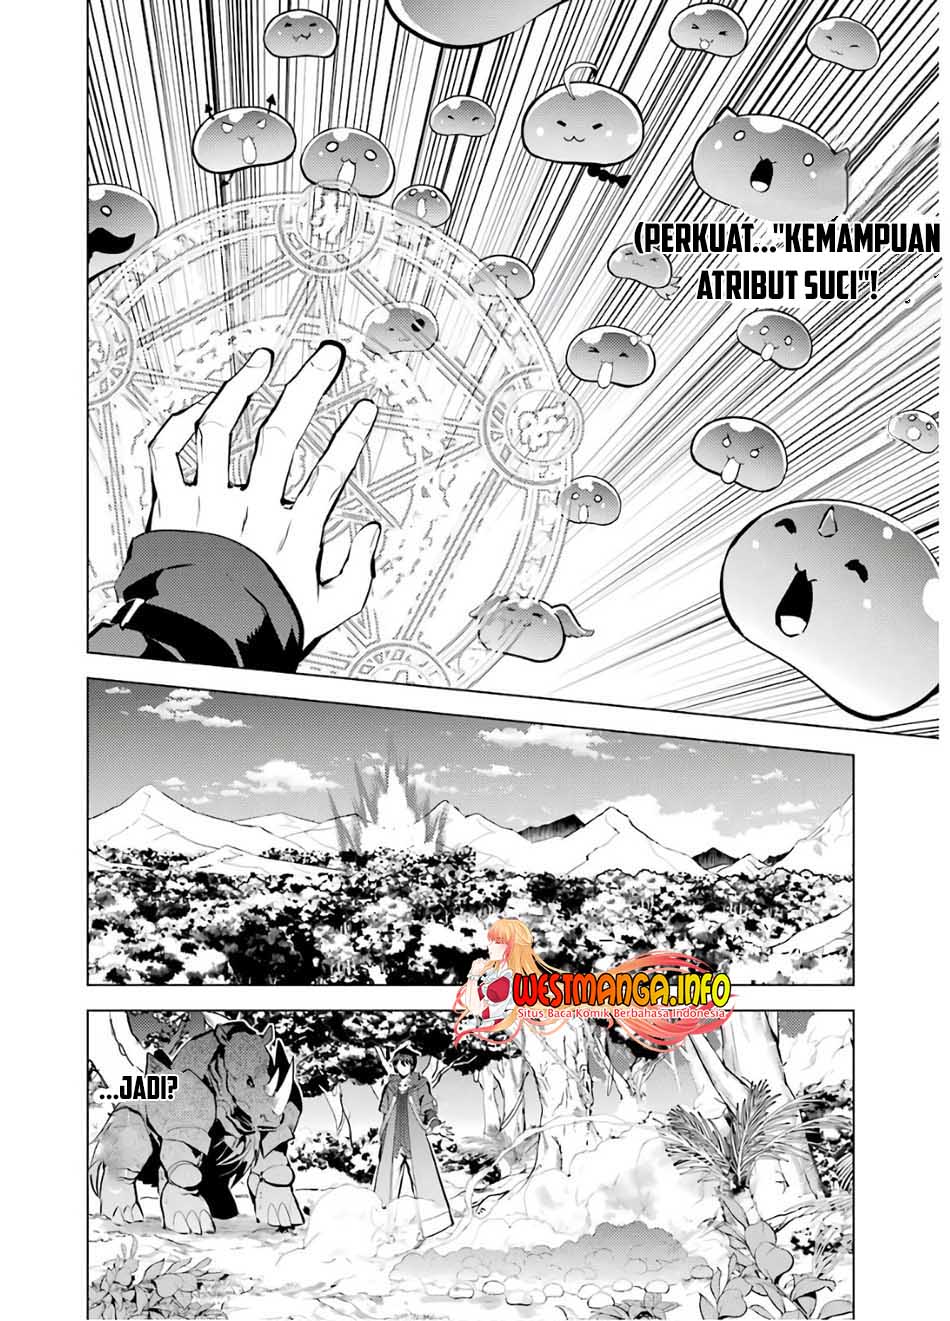 (PERKUAT..."KEMAMPUAN
ATRIBUT SUCI"!
WESTMANGA.INFO
Situs Baca Komik Berbahasa Indonesia
...JADI?